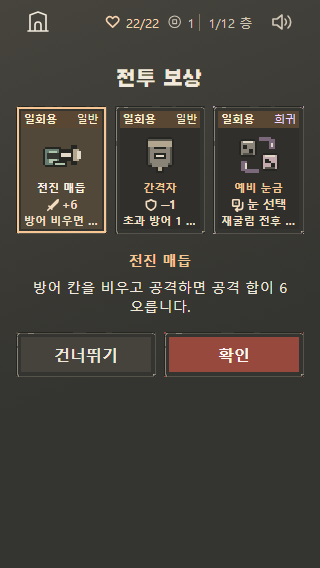 22/22 1 1/12 층
전투 보상
일회용 일반
전진 매듭
+6
방어 비우면 ...
일회용 일반
간격자
−1
초과 방어 1 ...
일회용 희귀
예비 눈금
눈 선택
재굴림 전후 ...
전진 매듭
방어 칸을 비우고 공격하면 공격 합이 6
오릅니다.
건너뛰기 확인